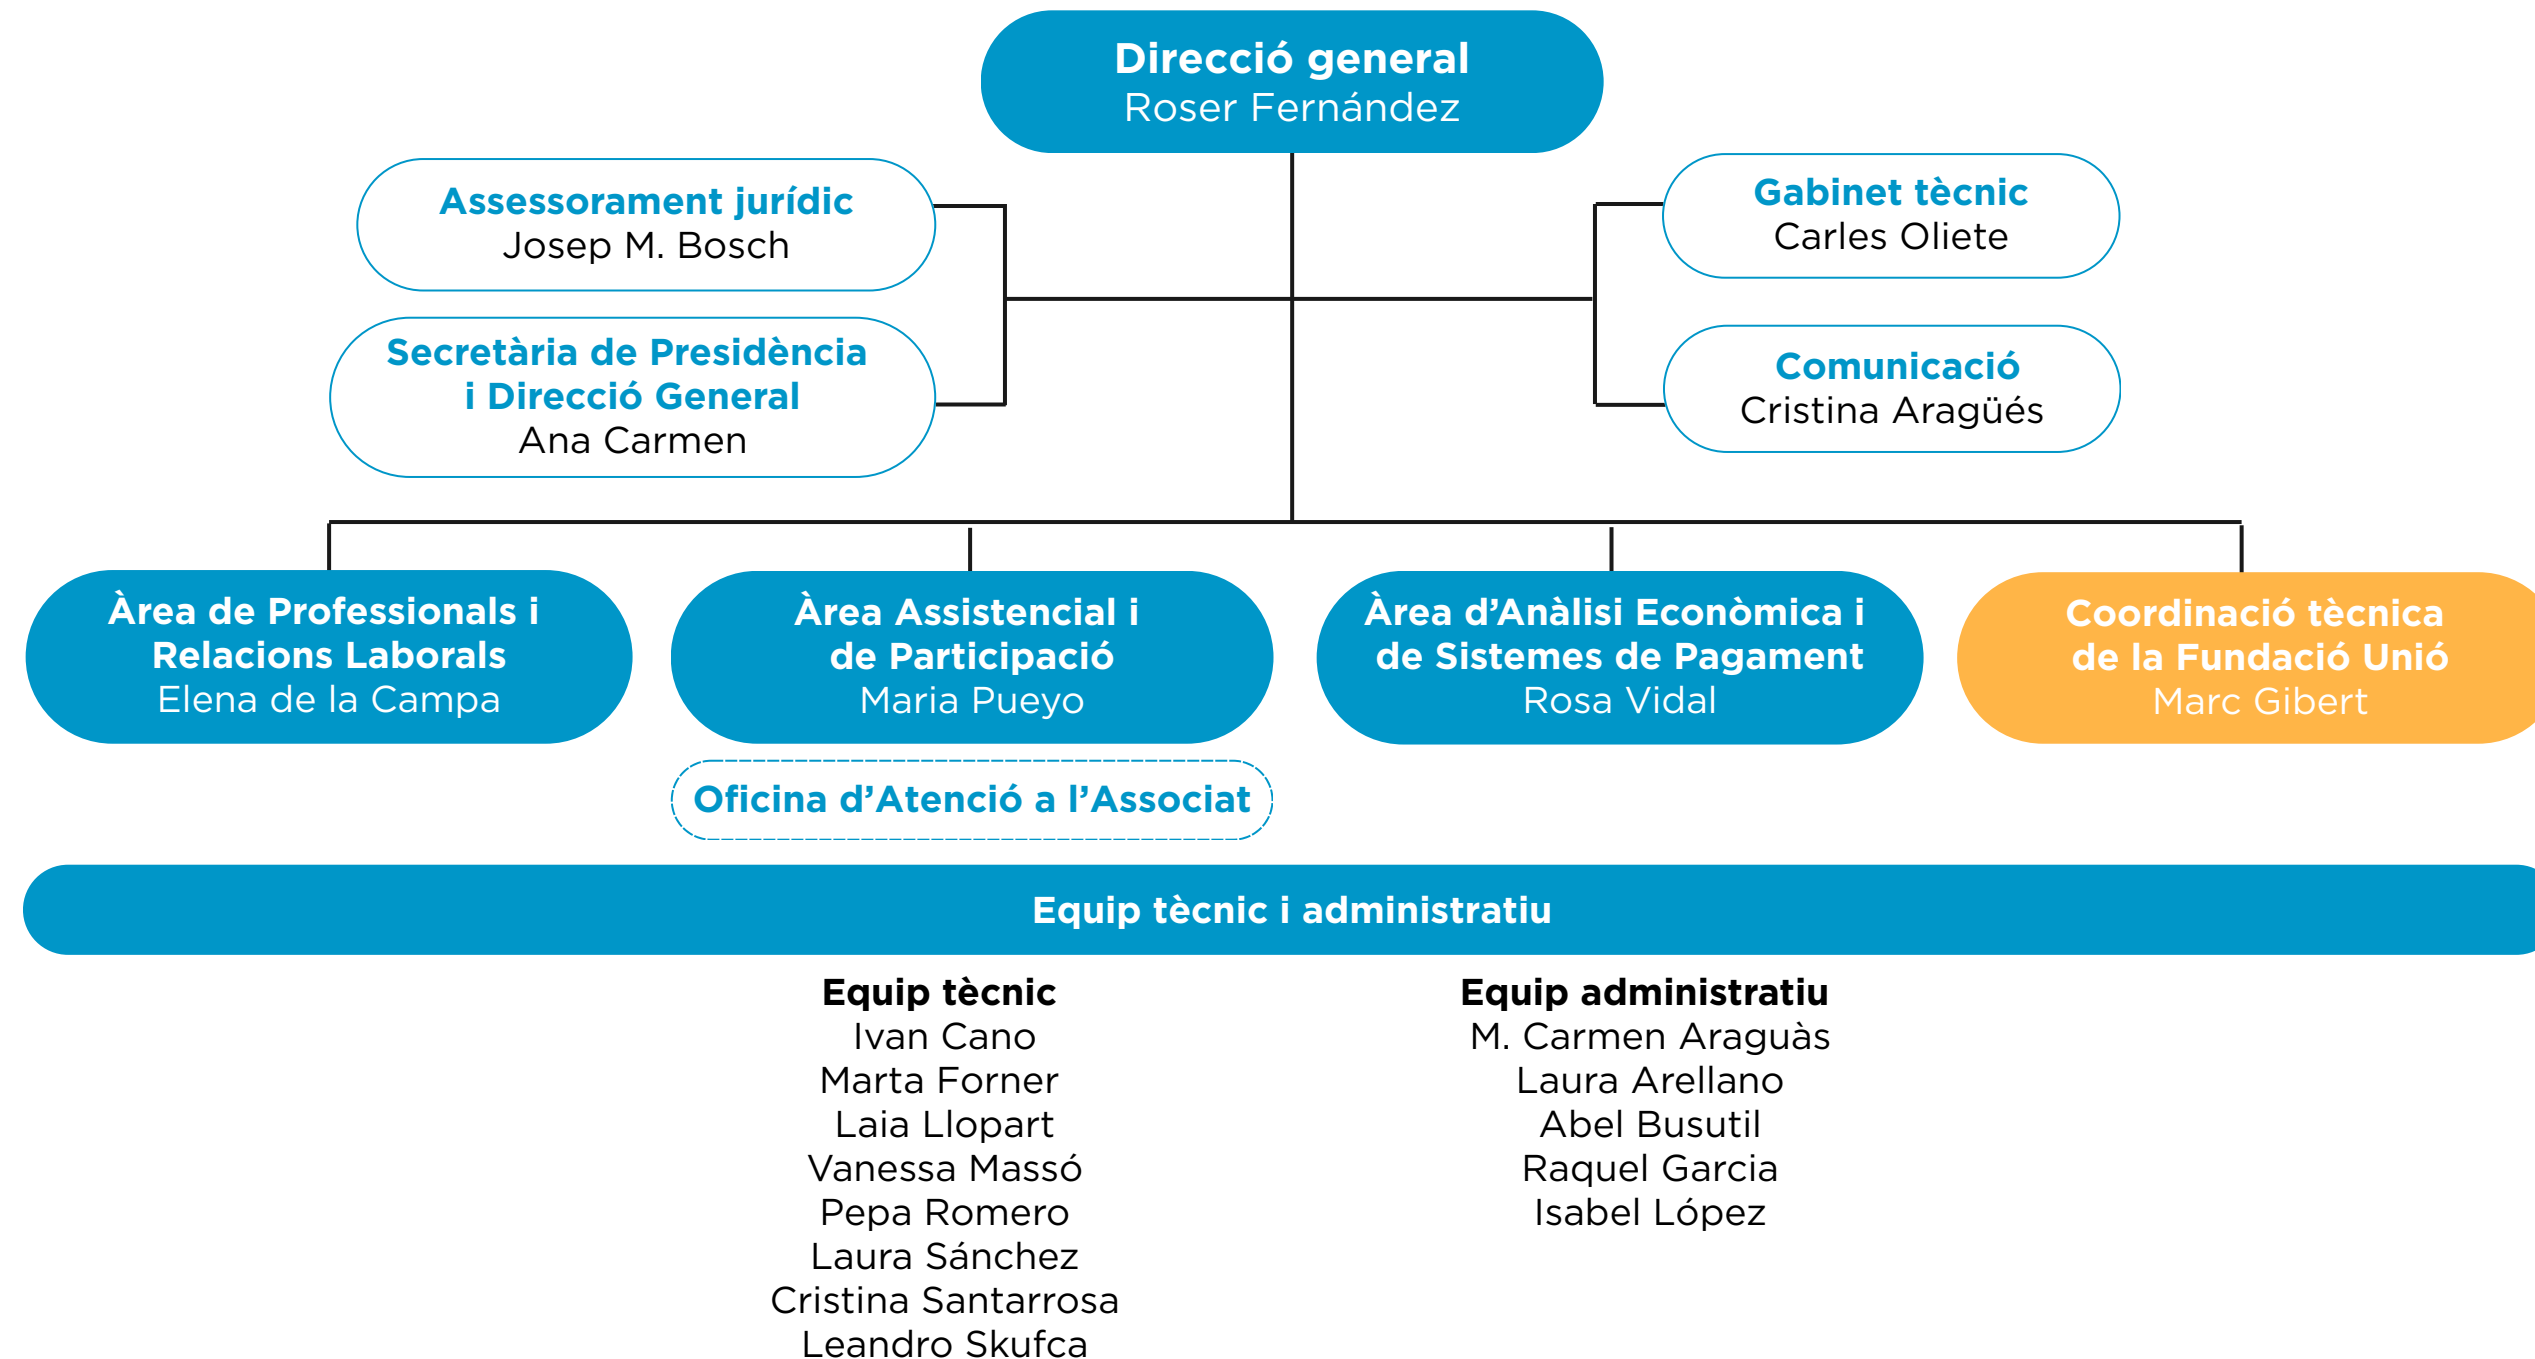 Direcció general
Roser Fernández
Assessorament jurídic
Josep M. Bosch
Gabinet tècnic
Carles Oliete
Secretària de Presidència
i Direcció General
Ana Carmen
Comunicació
Cristina Aragüés
Àrea de Professionals i
Relacions Laborals
Elena de la Campa
Àrea Assistencial i
de Participació
Maria Pueyo
Àrea d’Anàlisi Econòmica i
de Sistemes de Pagament
Rosa Vidal
Coordinació tècnica
de la Fundació Unió
Marc Gibert
Oficina d’Atenció a l’Associat
Equip tècnic i administratiu
Equip tècnic
Ivan Cano
Marta Forner
Laia Llopart
Vanessa Massó
Pepa Romero
Laura Sánchez
Cristina Santarrosa
Leandro Skufca
Equip administratiu
M. Carmen Araguàs
Laura Arellano
Abel Busutil
Raquel Garcia
Isabel López